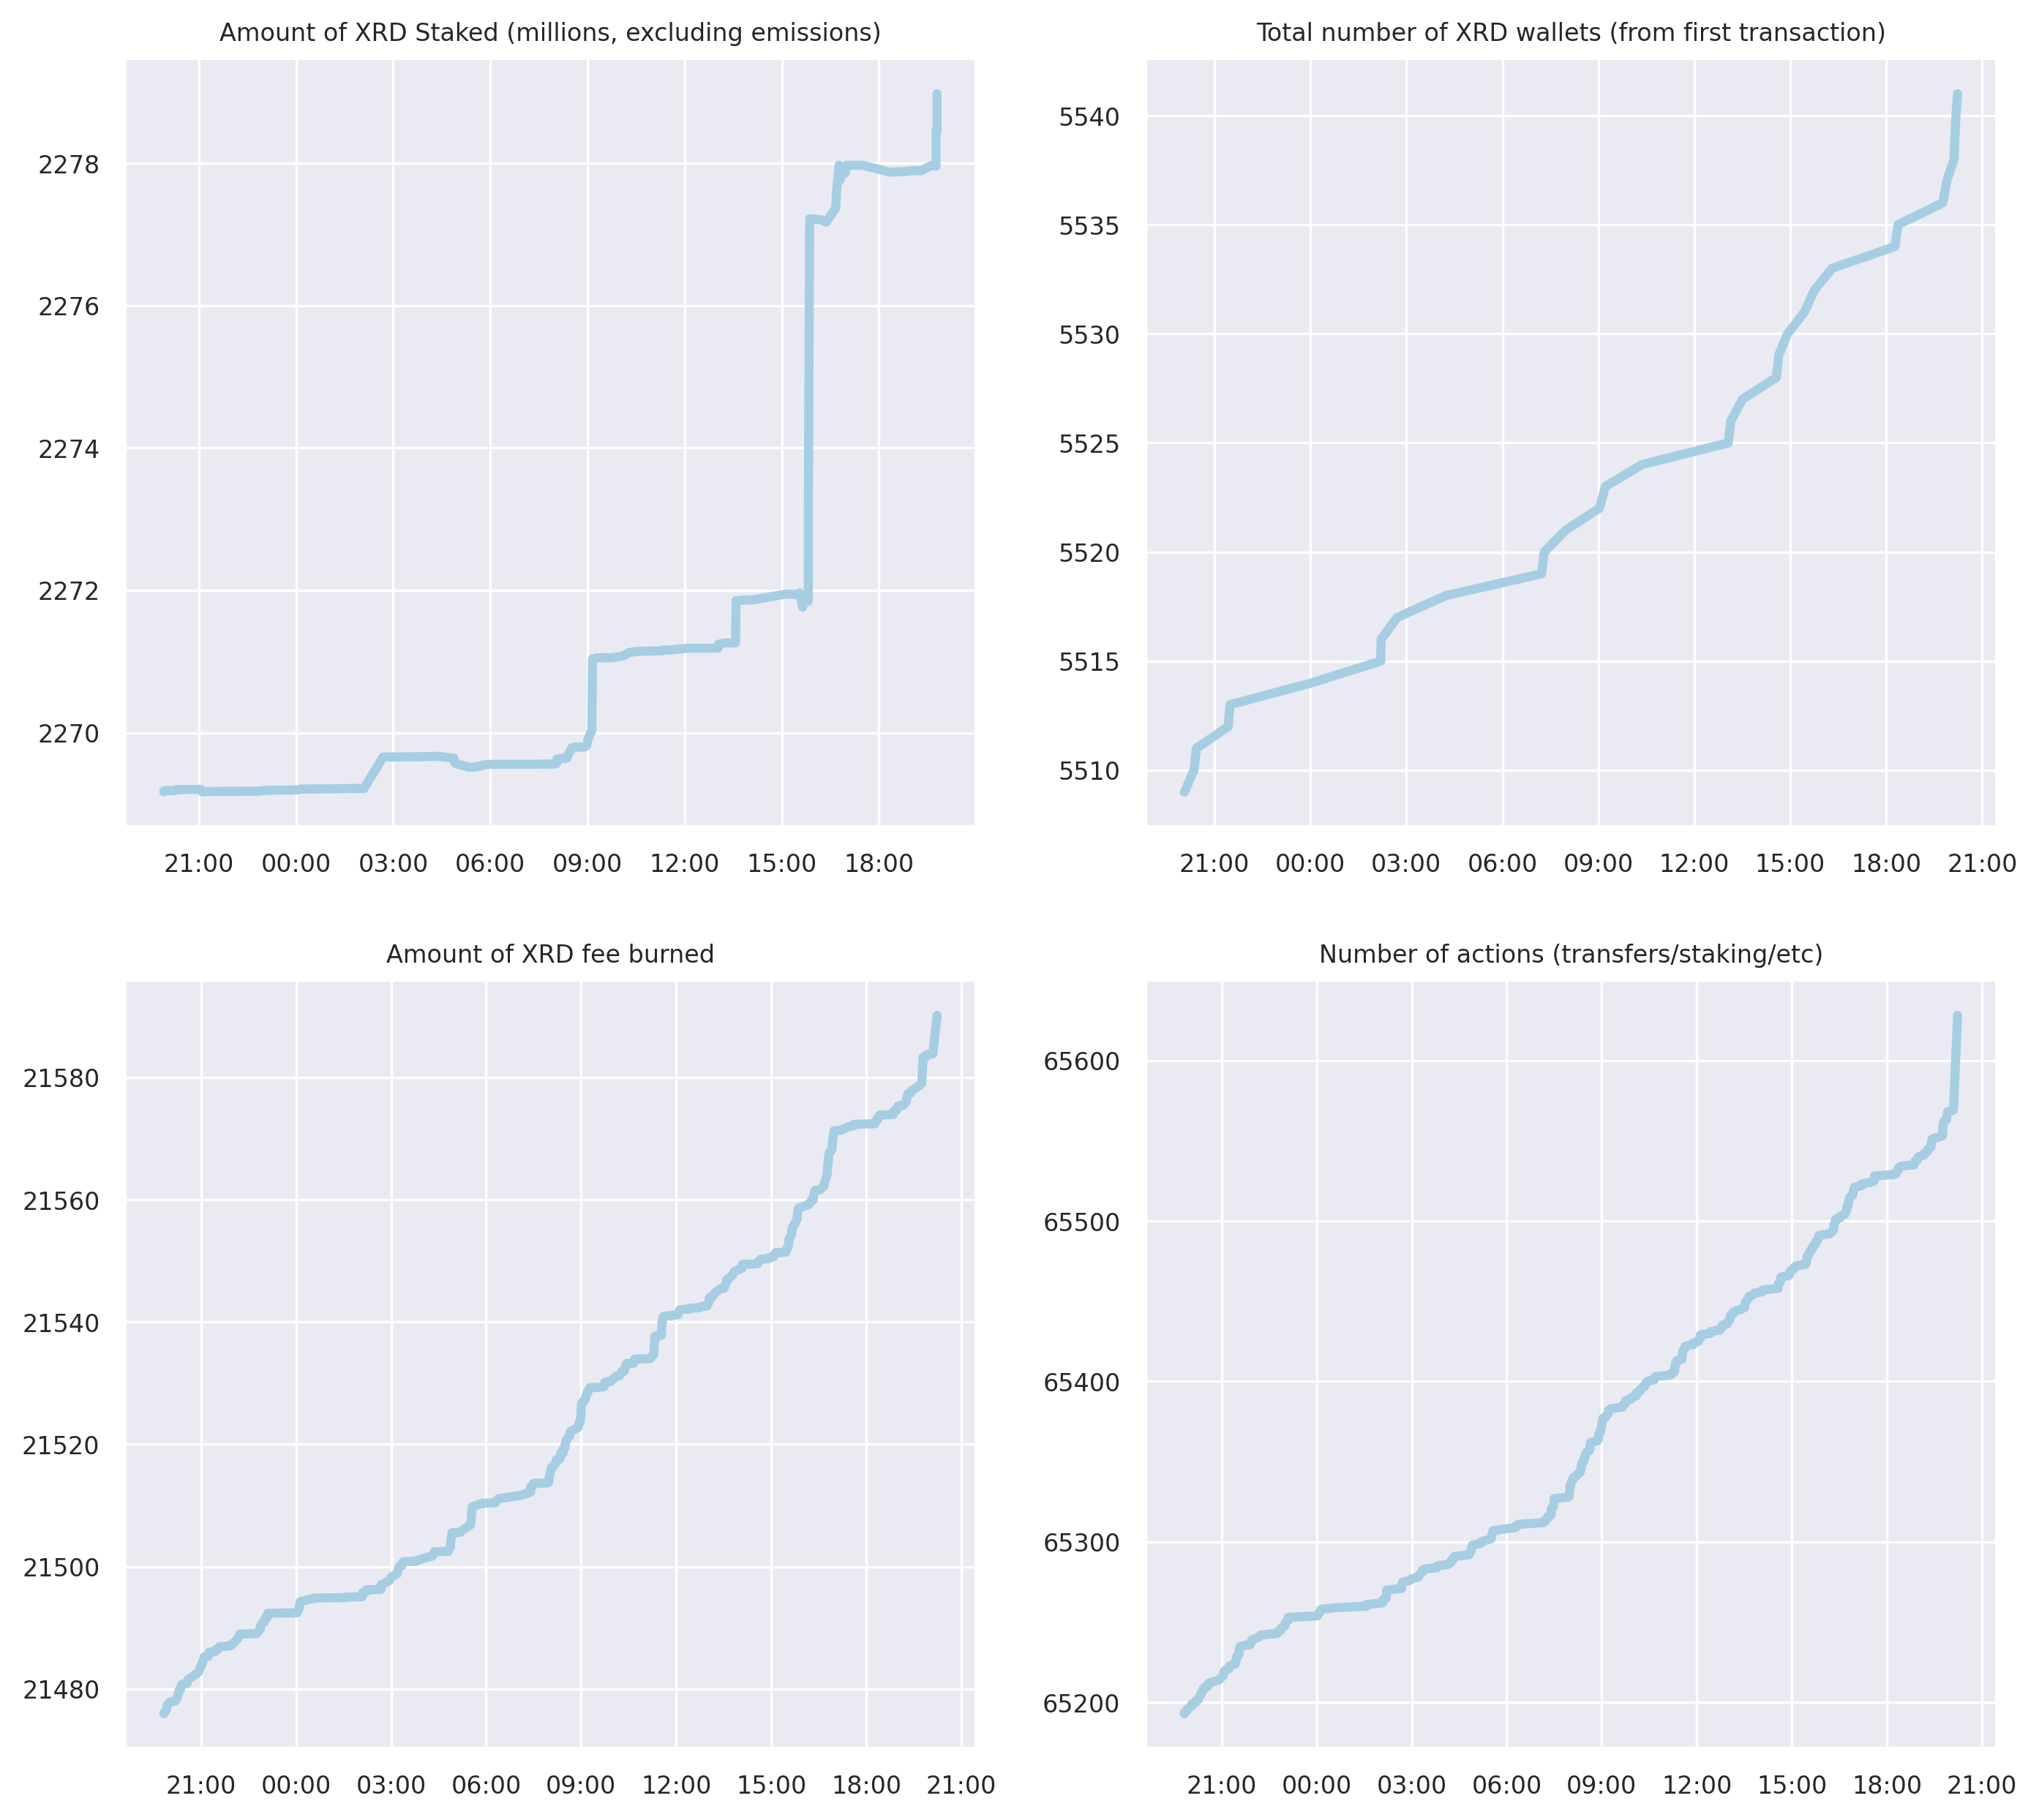 Amount of XRD Staked (millions, excluding emissions)
2278
2276
2274
2272
2270
21:00 00:00 03:00 06:00 09:00 12:00 15:00 18:00
Total number of XRD wallets (from first transaction)
5540
5535
5530
5525
5520
5515
5510
21:00 00:00 03:00 06:00 09:00 12:00 15:00 18:00 21:00
Amount of XRD fee burned
21580
21560
21540
21520
21500
21480
21:00 00:00 03:00 06:00 09:00 12:00 15:00 18:00 21:00
Number of actions (transfers/staking/etc)
65600
65500
65400
65300
65200
21:00 00:00 03:00 06:00 09:00 12:00 15:00 18:00 21:00